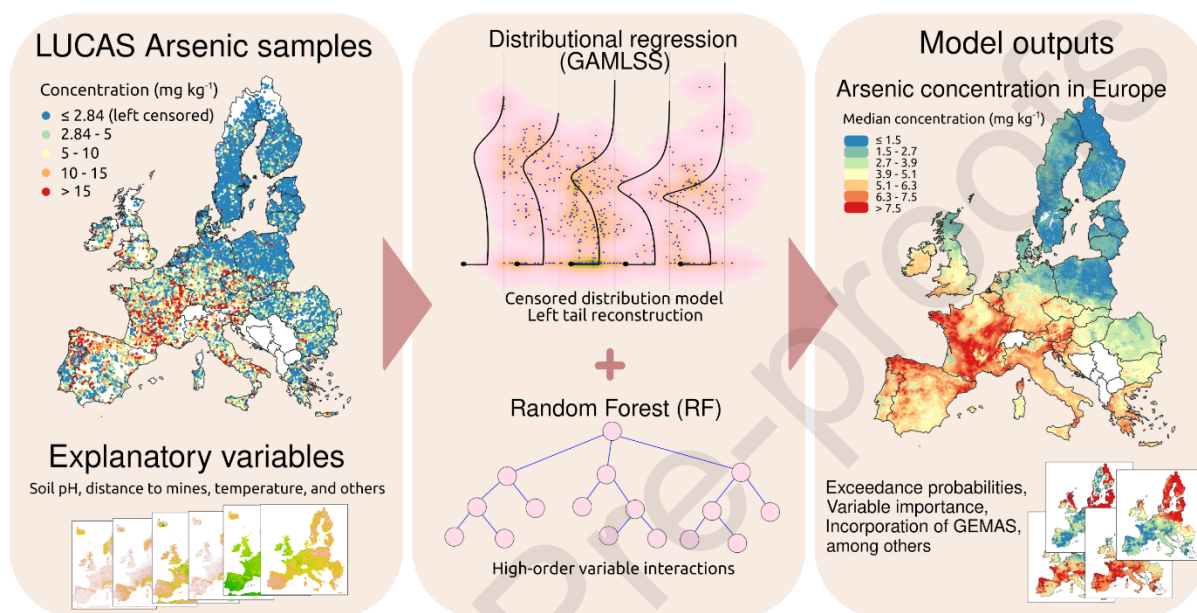 LUCAS Arsenic samples
Concentration (mg kg⁻¹)
≤ 2.84 (left censored)
2.84 - 5
5 - 10
10 - 15
> 15
Explanatory variables
Soil pH, distance to mines, temperature, and others
Distributional regression
(GAMLSS)
Censored distribution model
Left tail reconstruction
+
Random Forest (RF)
High-order variable interactions
Model outputs
Arsenic concentration in Europe
Median concentration (mg kg⁻¹)
≤ 1.5
1.5 - 2.7
2.7 - 3.9
3.9 - 5.1
5.1 - 6.3
6.3 - 7.5
> 7.5
Exceedance probabilities,
Variable importance,
Incorporation of GEMAS,
among others
Pre-proofs